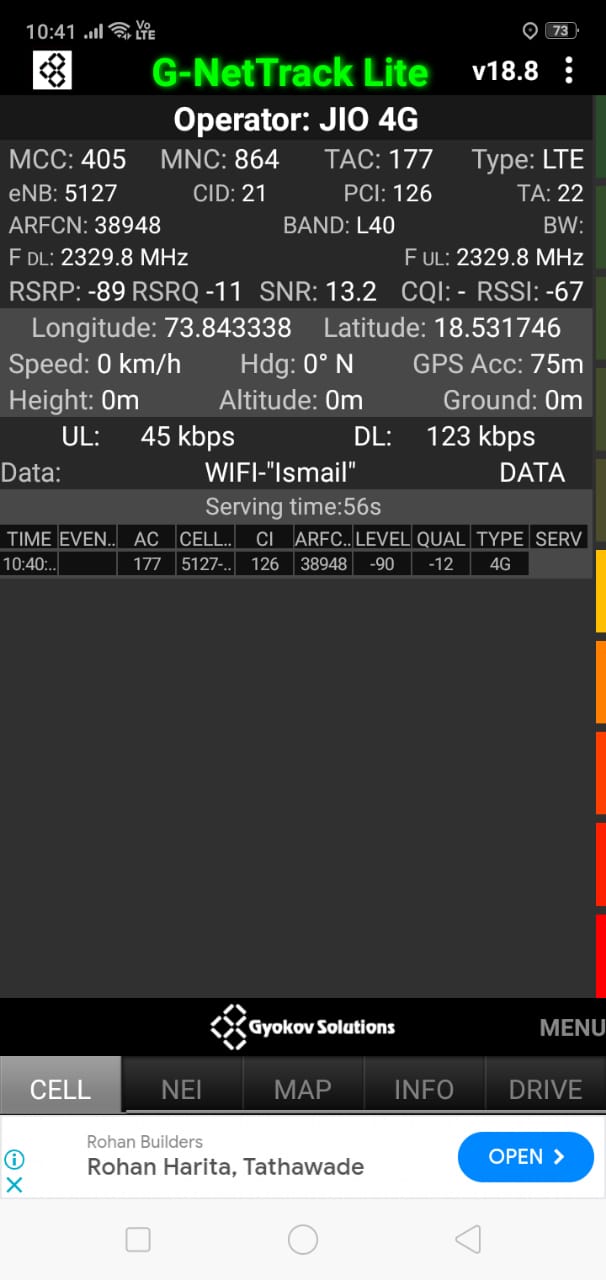 10:41 Vo LTE 73
G-NetTrack Lite v18.8
Operator: JIO 4G
MCC: 405 MNC: 864 TAC: 177 Type: LTE
eNB: 5127 CID: 21 PCI: 126 TA: 22
ARFCN: 38948 BAND: L40 BW:
F DL: 2329.8 MHz F UL: 2329.8 MHz
RSRP: -89 RSRQ -11 SNR: 13.2 CQI: - RSSI: -67
Longitude: 73.843338 Latitude: 18.531746
Speed: 0 km/h Hdg: 0° N GPS Acc: 75m
Height: 0m Altitude: 0m Ground: 0m
UL: 45 kbps DL: 123 kbps
Data: WIFI-"Ismail" DATA
Serving time:56s
TIME EVEN.. AC CELL.. CI ARFC.. LEVEL QUAL TYPE SERV
10:40:.. 177 5127-.. 126 38948 -90 -12 4G
Gyokov Solutions MENU
CELL NEI MAP INFO DRIVE
Rohan Builders
Rohan Harita, Tathawade
OPEN